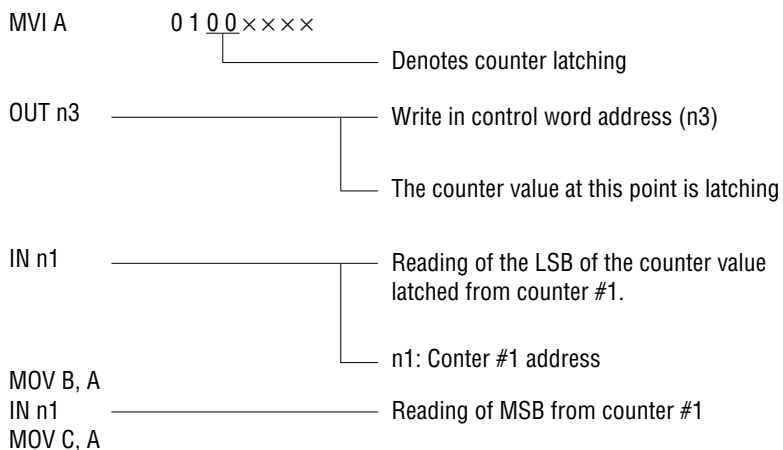 MVI A 0 1 0 0 × × × ×
Denotes counter latching
OUT n3 Write in control word address (n3)
The counter value at this point is latching
IN n1 Reading of the LSB of the counter value
latched from counter #1.
n1: Conter #1 address
MOV B, A
IN n1 Reading of MSB from counter #1
MOV C, A